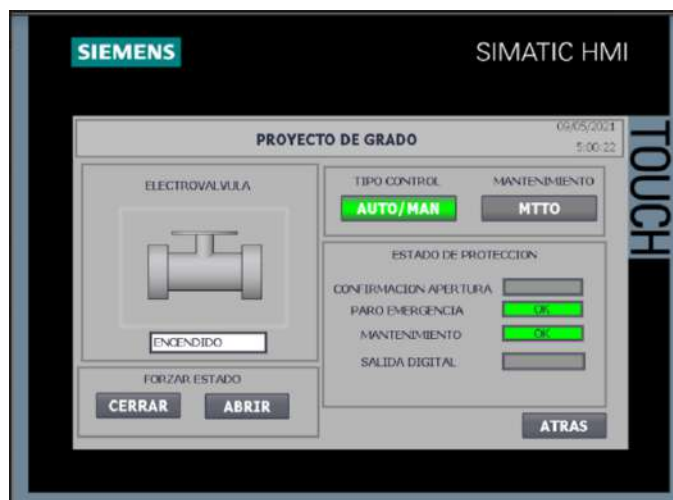 SIEMENS
SIMATIC HMI
TOUCH
PROYECTO DE GRADO
09/05/2021
5:00:22
ELECTROVALVULA
ENCENDIDO
FORZAR ESTADO
CERRAR ABRIR
TIPO CONTROL MANTENIMIENTO
AUTO/MAN MTTO
ESTADO DE PROTECCION
CONFIRMACION APERTURA
PARO EMERGENCIA OK
MANTENIMIENTO OK
SALIDA DIGITAL
ATRAS